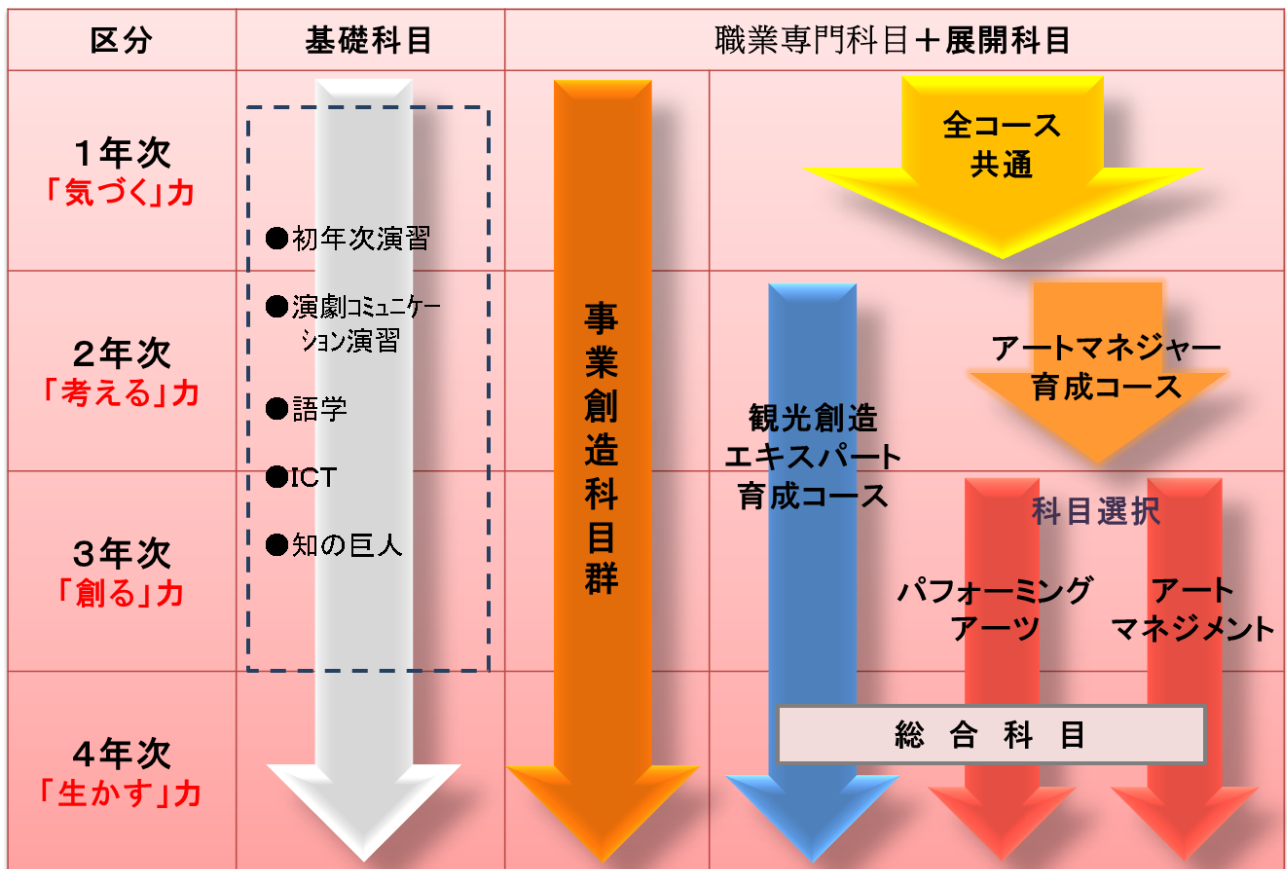 区分
基礎科目
職業専門科目＋展開科目
１年次
「気づく」力
２年次
「考える」力
３年次
「創る」力
４年次
「生かす」力
●初年次演習
●演劇コミュニケー
ション演習
●語学
●ICT
●知の巨人
事業創造科目群
全コース
共通
観光創造
エキスパート
育成コース
アートマネジャー
育成コース
科目選択
パフォーミング
アーツ
アート
マネジメント
総合科目